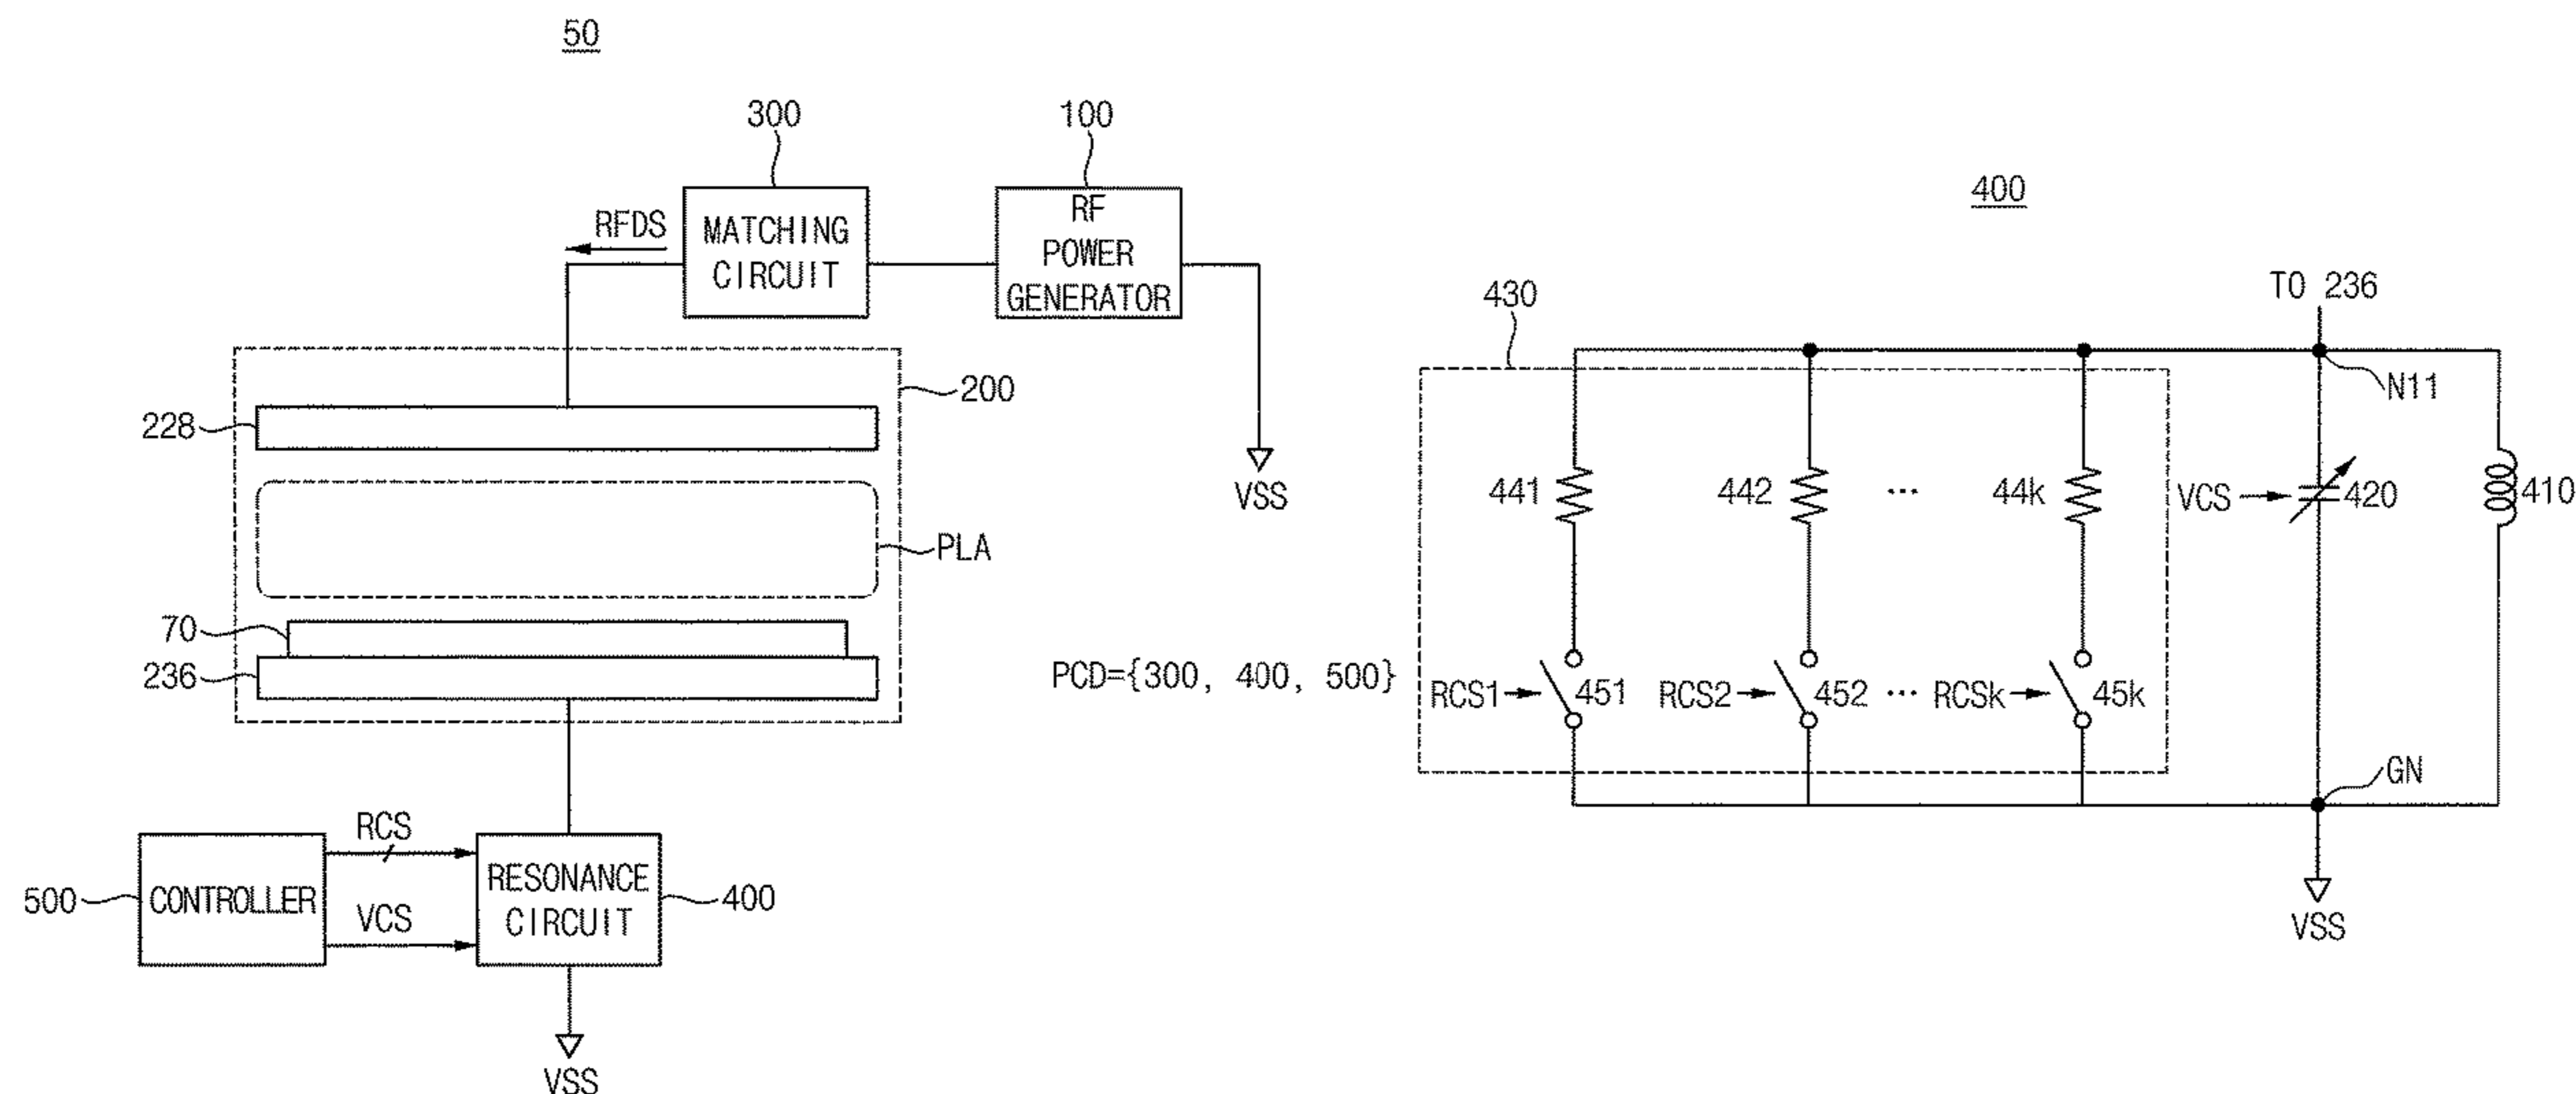 50
300
100
RFDS
MATCHING
CIRCUIT
RF
POWER
GENERATOR
VSS
200
228
PLA
70
236
PCD={300, 400, 500}
500
CONTROLLER
RCS
VCS
RESONANCE
CIRCUIT
400
VSS
400
TO 236
430
N11
441
442
...
44k
VCS
420
410
RCS1
451
RCS2
452
...
RCSk
45k
GN
VSS